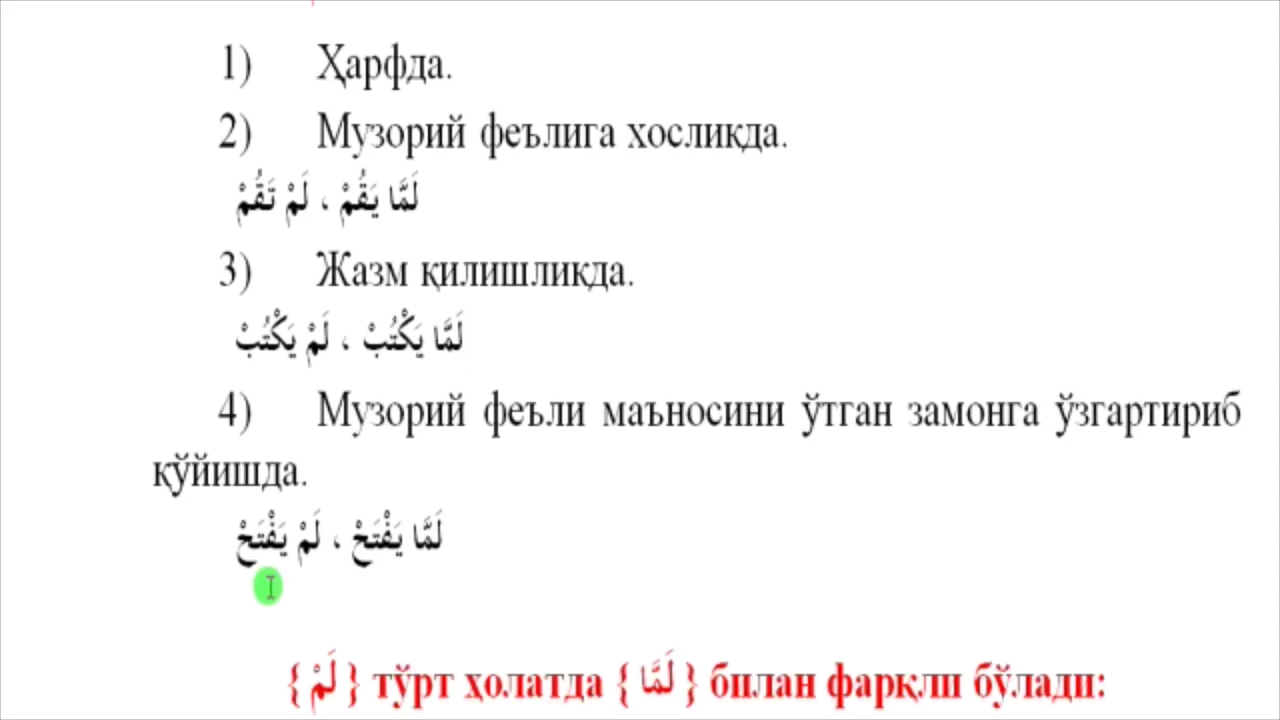 1) Ҳарфда.
2) Музорий феълига хосликда.
لَمَّا يَقُمْ ، لَمْ تَقُمْ
3) Жазм қилишликда.
لَمَّا يَكْتُبْ ، لَمْ يَكْتُبْ
4) Музорий феъли маъносини ўтган замонга ўзгартириб
қўйишда.
لَمَّا يَفْتَحْ ، لَمْ يَفْتَحْ
{ لَمْ } тўрт ҳолатда { لَمَّا } билан фарқли бўлади: